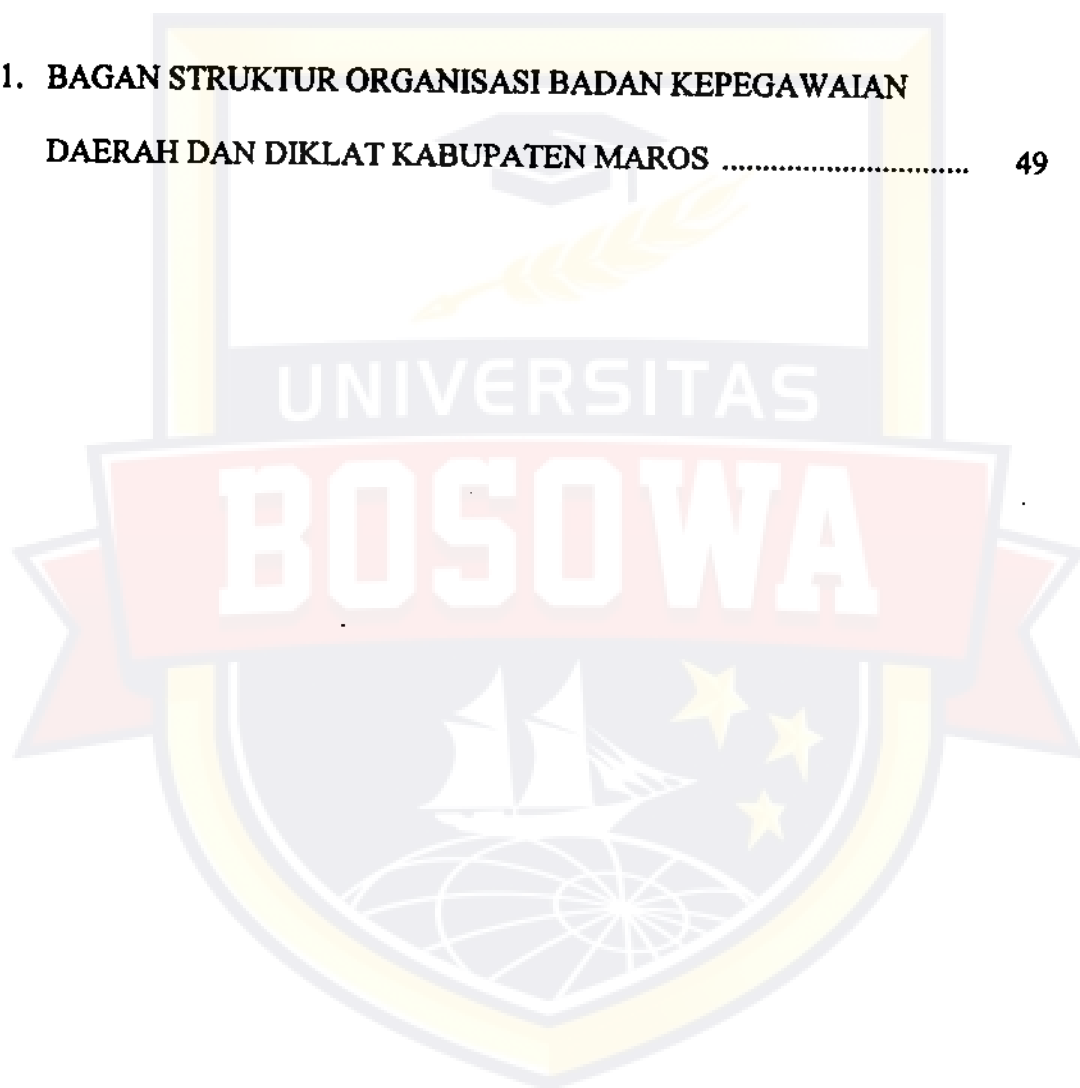 1. BAGAN STRUKTUR ORGANISASI BADAN KEPEGAWAIAN
DAERAH DAN DIKLAT KABUPATEN MAROS .............................. 49
UNIVERSITAS
BOSOWA